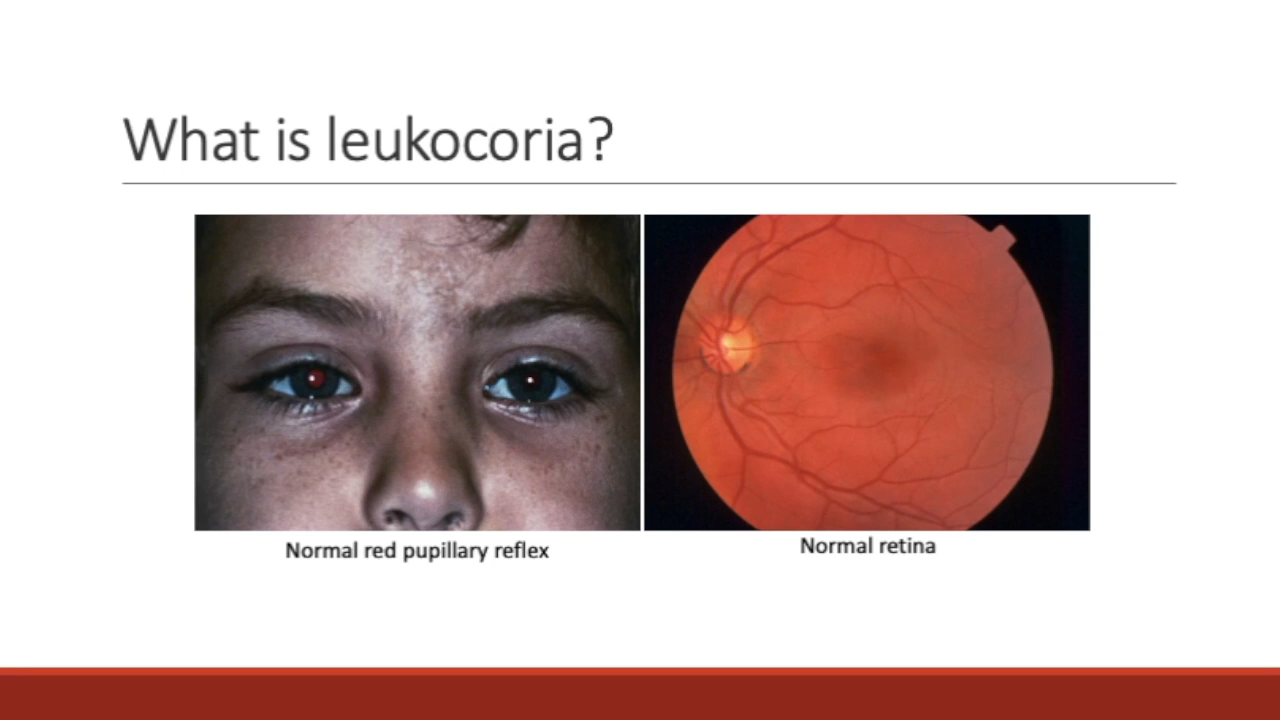 What is leukocoria?
Normal red pupillary reflex
Normal retina